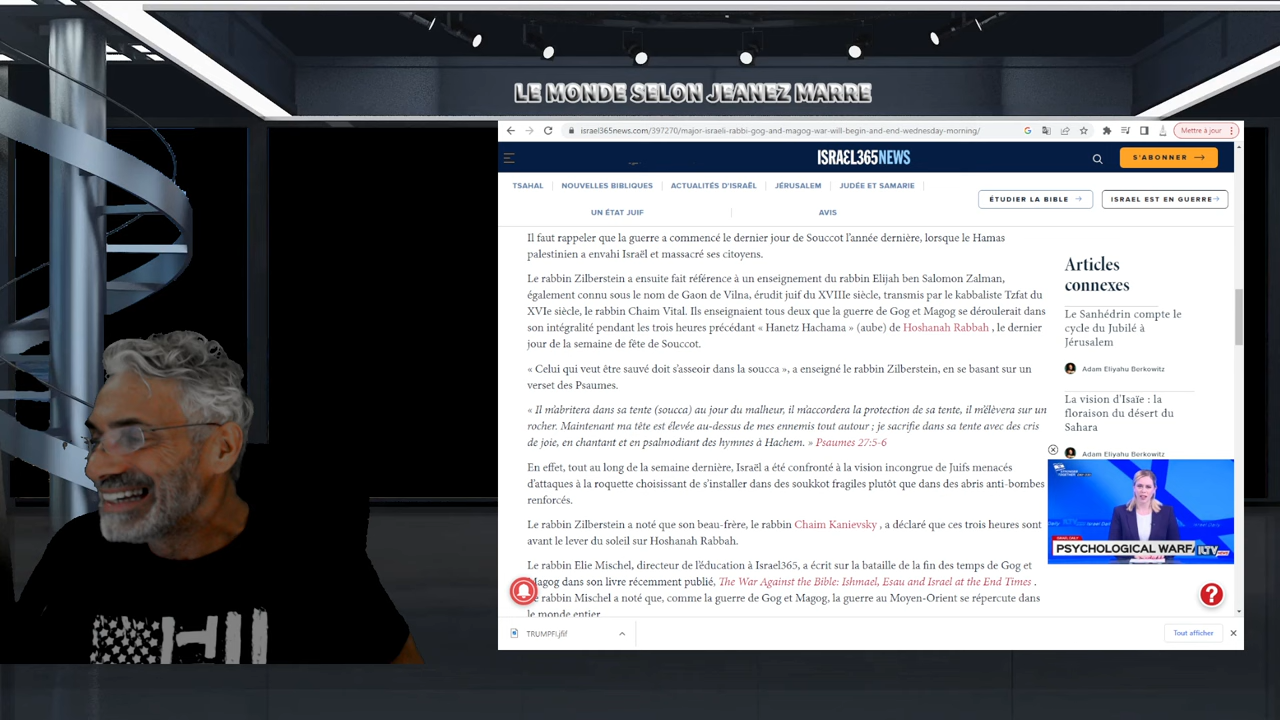 LE MONDE SELON JEANEZ MARRE
israel365news.com/397270/major-israeli-rabbi-gog-and-magog-war-will-begin-and-end-wednesday-morning/
Mettre à jour
ISRAEL365NEWS
S'ABONNER
TSAHAL
NOUVELLES BIBLIQUES
ACTUALITÉS D'ISRAËL
JÉRUSALEM
JUDÉE ET SAMARIE
UN ÉTAT JUIF
AVIS
ÉTUDIER LA BIBLE
ISRAEL EST EN GUERRE
Il faut rappeler que la guerre a commencé le dernier jour de Souccot l'année dernière, lorsque le Hamas
palestinien a envahi Israël et massacré ses citoyens.
Le rabbin Zilberstein a ensuite fait référence à un enseignement du rabbin Elijah ben Salomon Zalman,
également connu sous le nom de Gaon de Vilna, érudit juif du XVIIIe siècle, transmis par le kabbaliste Tzfat du
XVIe siècle, le rabbin Chaim Vital. Ils enseignaient tous deux que la guerre de Gog et Magog se déroulerait dans
son intégralité pendant les trois heures précédant « Hanetz Hachama » (aube) de Hoshanah Rabbah , le dernier
jour de la semaine de fête de Souccot.
« Celui qui veut être sauvé doit s'asseoir dans la soucca », a enseigné le rabbin Zilberstein, en se basant sur un
verset des Psaumes.
« Il m'abritera dans sa tente (soucca) au jour du malheur, il m'accordera la protection de sa tente, il m'élèvera sur un
rocher. Maintenant ma tête est élevée au-dessus de mes ennemis tout autour ; je sacrifie dans sa tente avec des cris
de joie, en chantant et en psalmodiant des hymnes à Hachem. » Psaumes 27:5-6
En effet, tout au long de la semaine dernière, Israël a été confronté à la vision incongrue de Juifs menacés
d'attaques à la roquette choisissant de s'installer dans des soukkot fragiles plutôt que dans des abris anti-bombes
renforcés.
Le rabbin Zilberstein a noté que son beau-frère, le rabbin Chaim Kanievsky , a déclaré que ces trois heures sont
avant le lever du soleil sur Hoshanah Rabbah.
Le rabbin Elie Mischel, directeur de l'éducation à Israel365, a écrit sur la bataille de la fin des temps de Gog et
Magog dans son livre récemment publié, The War Against the Bible: Ishmael, Esau and Israel at the End Times .
rabbin Mischel a noté que, comme la guerre de Gog et Magog, la guerre au Moyen-Orient se répercute dans
le monde entier.
Articles
connexes
Le Sanhédrin compte le
cycle du Jubilé à
Jérusalem
Adam Eliyahu Berkowitz
La vision d'Isaïe : la
floraison du désert du
Sahara
Adam Eliyahu Berkowitz
PSYCHOLOGICAL WARFA
ILTV
TRUMPFI.jfif
Tout afficher